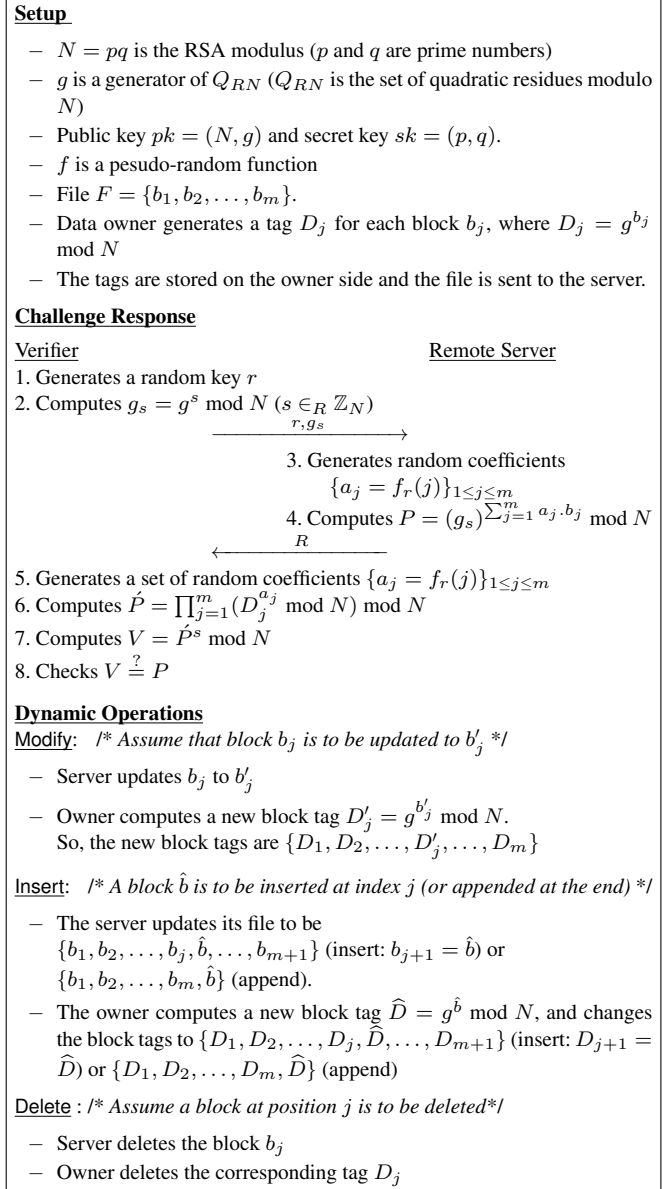 Setup
− N = pq is the RSA modulus (p and q are prime numbers)
− g is a generator of Q_{RN} (Q_{RN} is the set of quadratic residues modulo
N)
− Public key pk = (N, g) and secret key sk = (p, q).
− f is a pesudo-random function
− File F = {b_1, b_2, . . . , b_m}.
− Data owner generates a tag D_j for each block b_j, where D_j = g^{b_j}
mod N
− The tags are stored on the owner side and the file is sent to the server.
Challenge Response
Verifier Remote Server
1. Generates a random key r
2. Computes g_s = g^s mod N (s ∈_R ℤ_N)
r,g_s
3. Generates random coefficients
{a_j = f_r(j)}_{1≤j≤m}
4. Computes P = (g_s)^{∑_{j=1}^{m} a_j.b_j} mod N
R
5. Generates a set of random coefficients {a_j = f_r(j)}_{1≤j≤m}
6. Computes Ṕ = ∏_{j=1}^{m}(D_j^{a_j} mod N) mod N
7. Computes V = Ṕ^s mod N
8. Checks V ≟ P
Dynamic Operations
Modify: /* Assume that block b_j is to be updated to b′_j */
− Server updates b_j to b′_j
− Owner computes a new block tag D′_j = g^{b′_j} mod N.
So, the new block tags are {D_1, D_2, . . . , D′_j, . . . , D_m}
Insert: /* A block b̂ is to be inserted at index j (or appended at the end) */
− The server updates its file to be
{b_1, b_2, . . . , b_j, b̂, . . . , b_{m+1}} (insert: b_{j+1} = b̂) or
{b_1, b_2, . . . , b_m, b̂} (append).
− The owner computes a new block tag D̂ = g^{b̂} mod N, and changes
the block tags to {D_1, D_2, . . . , D_j, D̂, . . . , D_{m+1}} (insert: D_{j+1} =
D̂) or {D_1, D_2, . . . , D_m, D̂} (append)
Delete : /* Assume a block at position j is to be deleted*/
− Server deletes the block b_j
− Owner deletes the corresponding tag D_j